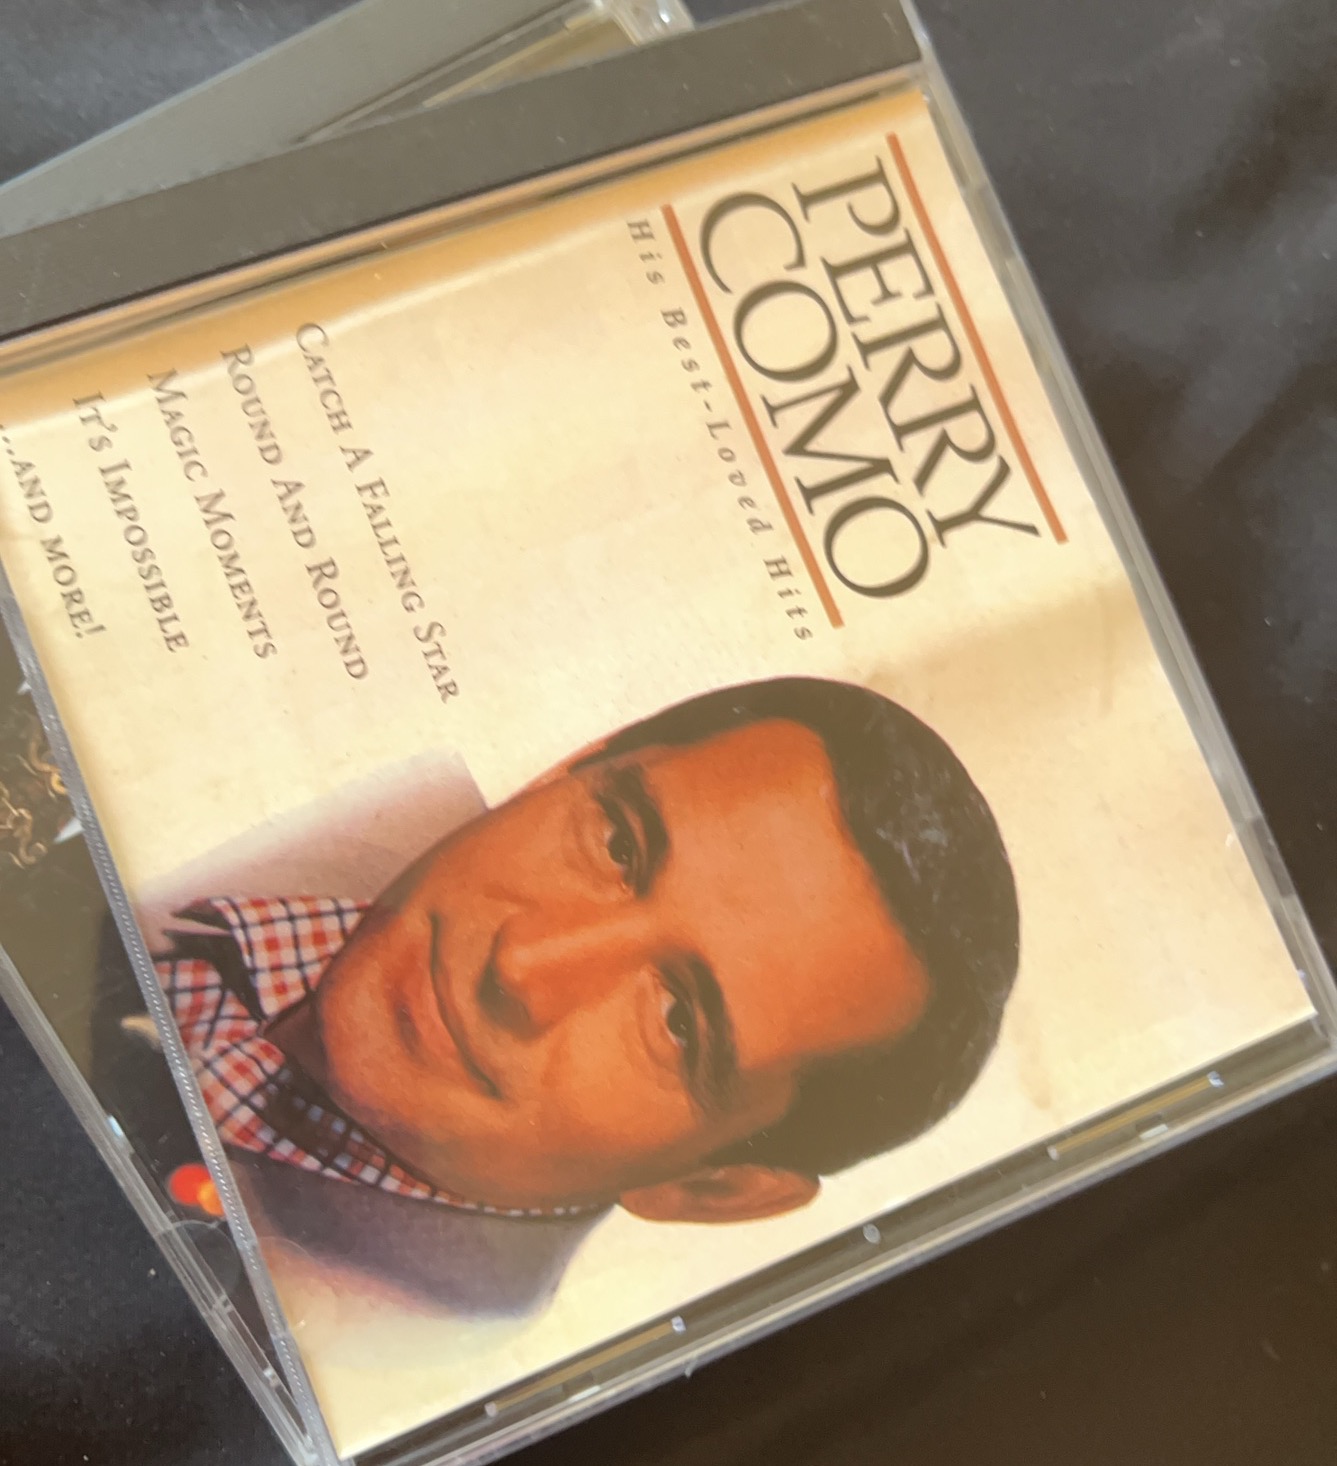 PERRY
COMO
His Best-Loved Hits
CATCH A FALLING STAR
ROUND AND ROUND
MAGIC MOMENTS
IT'S IMPOSSIBLE
...AND MORE!